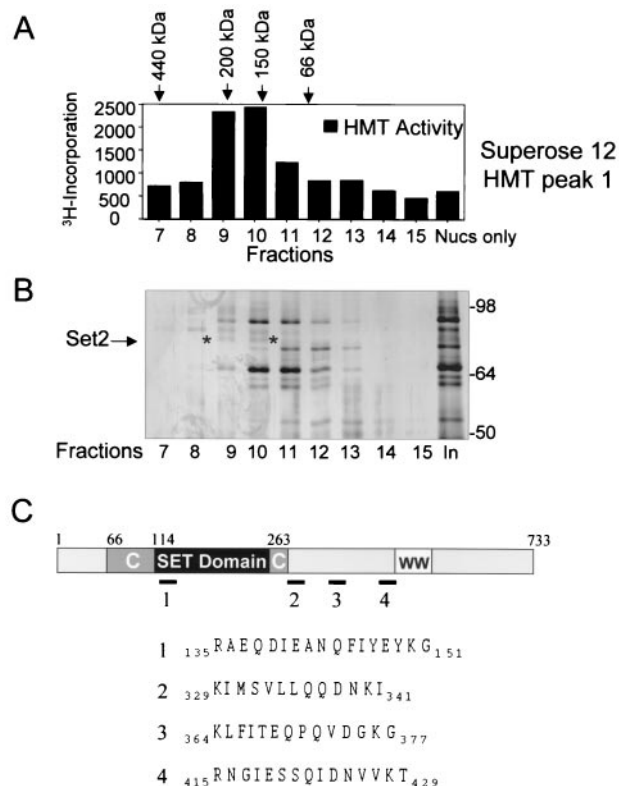 A
440 kDa
200 kDa
150 kDa
66 kDa
2500
2000
1500
1000
500
0
³H-Incorporation
HMT Activity
7 8 9 10 11 12 13 14 15 Nucs only
Fractions
Superose 12
HMT peak 1
B
-98
Set2
* *
-64
-50
Fractions 7 8 9 10 11 12 13 14 15 In
C
1 66 114 263 733
C SET Domain C WW
1 2 3 4
1 135RAEQDIEANQFIYEYKG151
2 329KIMSVLLQQDNKI341
3 364KLFITEQPQVDGKG377
4 415RNGIESSQIDNVVKT429